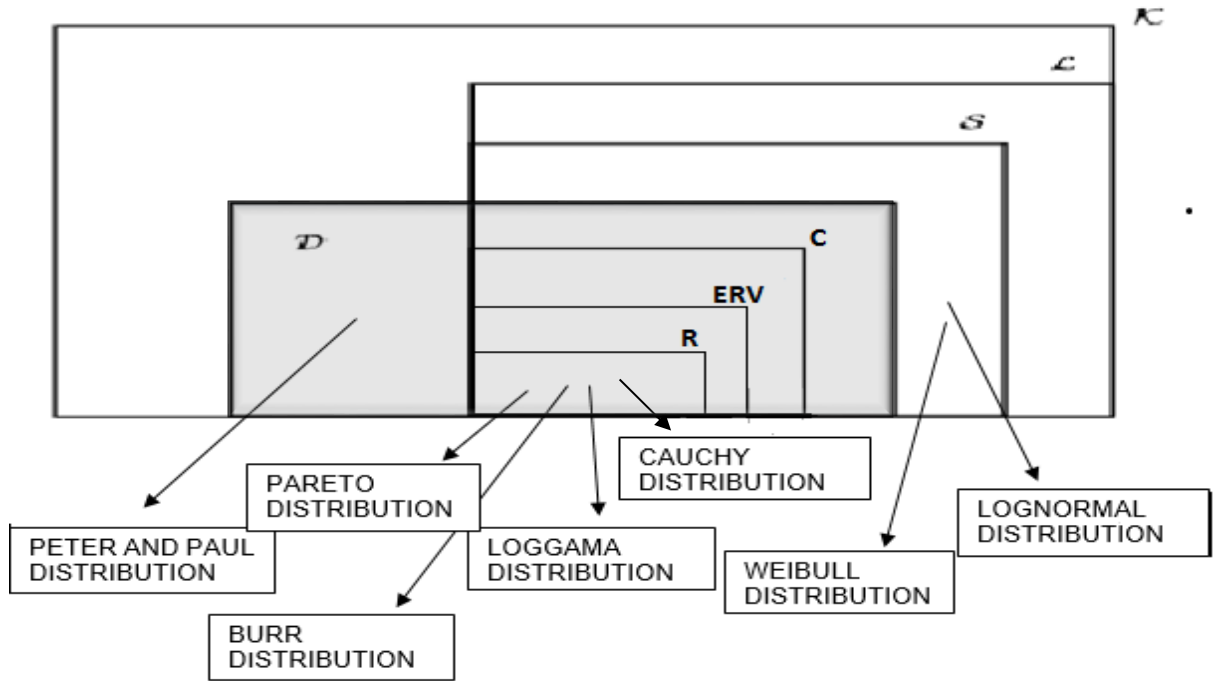 K
L
S
D
C
ERV
R
CAUCHY
DISTRIBUTION
PARETO
DISTRIBUTION
LOGNORMAL
DISTRIBUTION
PETER AND PAUL
DISTRIBUTION
LOGGAMA
DISTRIBUTION
WEIBULL
DISTRIBUTION
BURR
DISTRIBUTION